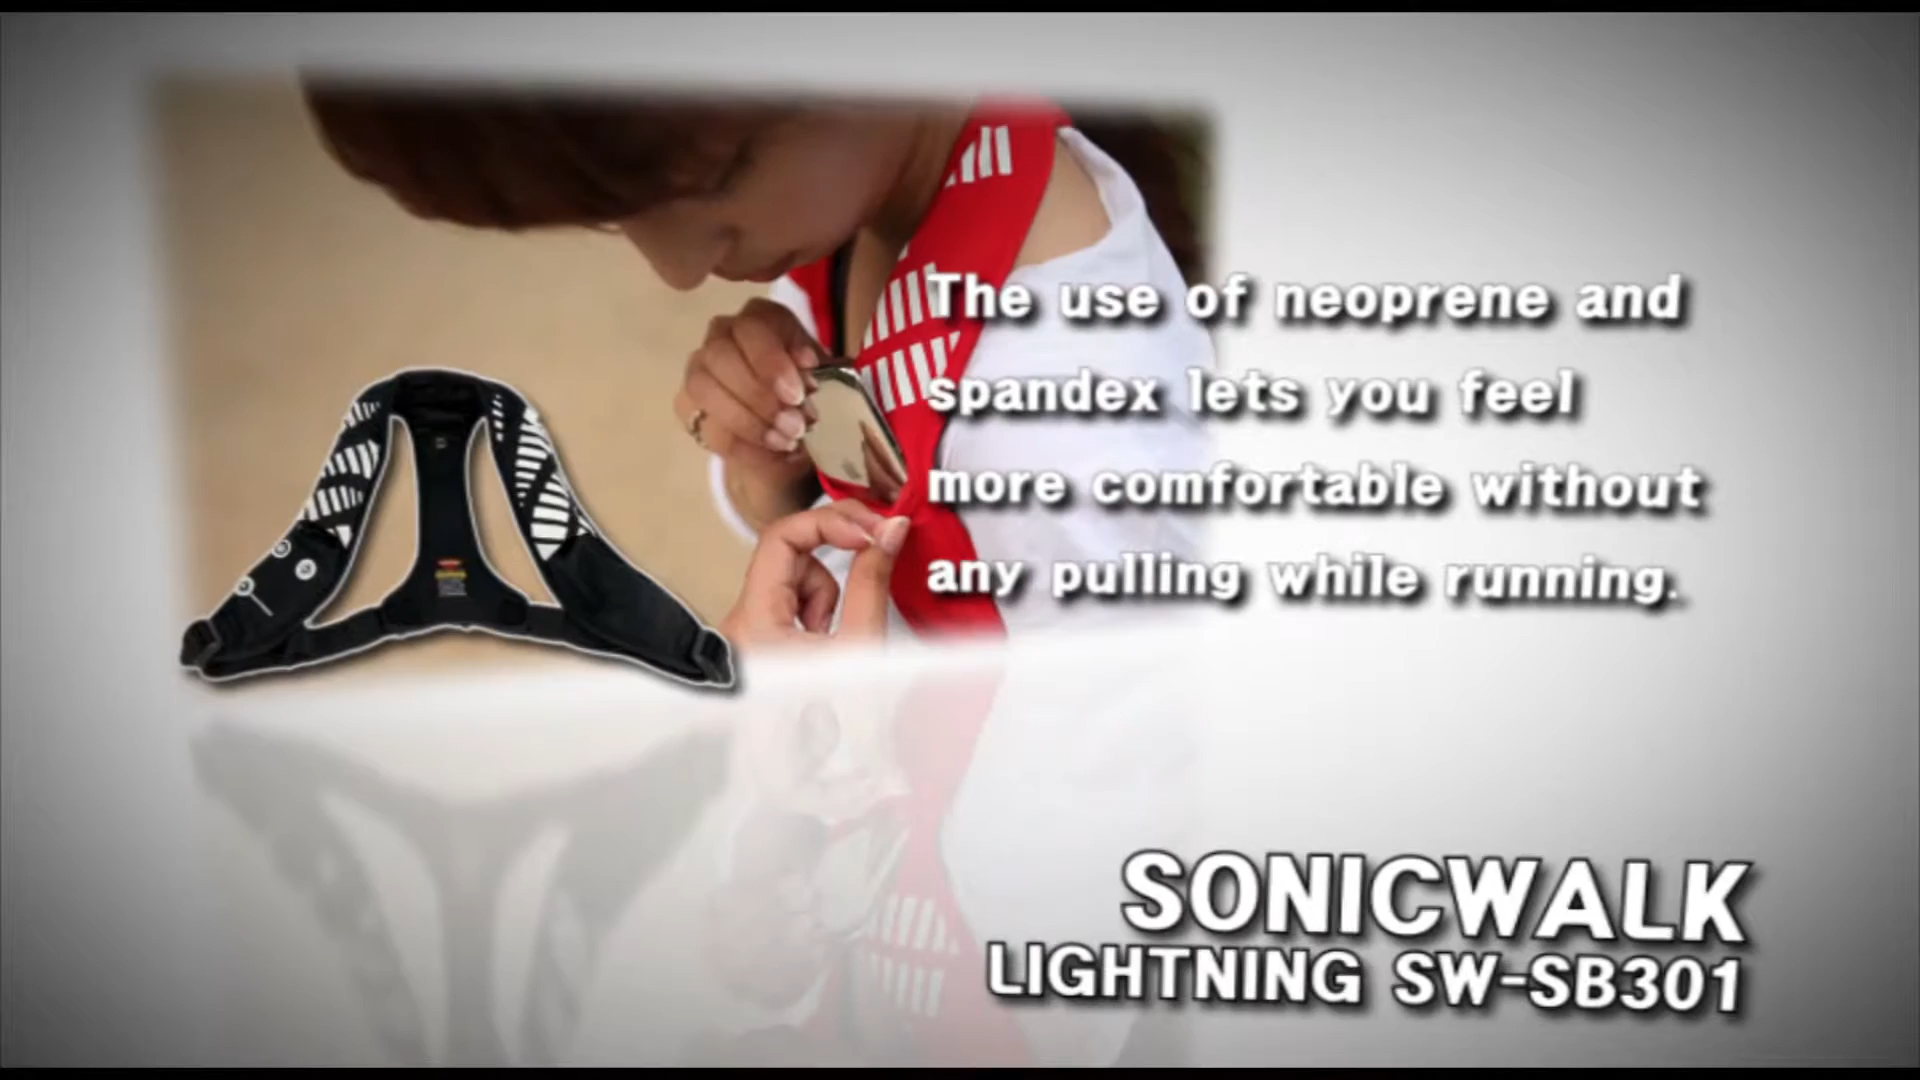 The use of neoprene and
spandex lets you feel
more comfortable without
any pulling while running.
SONICWALK
LIGHTNING SW-SB301